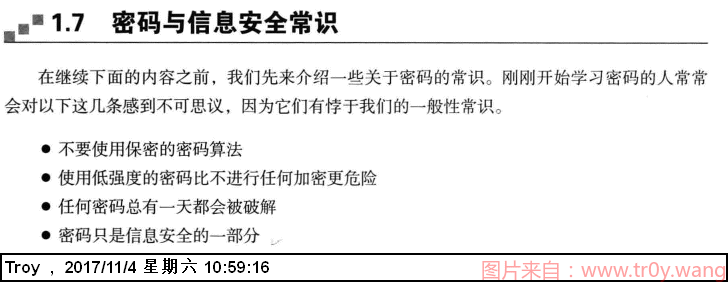 1.7 密码与信息安全常识
在继续下面的内容之前，我们先来介绍一些关于密码的常识。刚刚开始学习密码的人常常
会对以下这几条感到不可思议，因为它们有悖于我们的一般性常识。
● 不要使用保密的密码算法
● 使用低强度的密码比不进行任何加密更危险
● 任何密码总有一天都会被破解
● 密码只是信息安全的一部分
Troy , 2017/11/4 星期六 10:59:16
图片来自：www.tr0y.wang